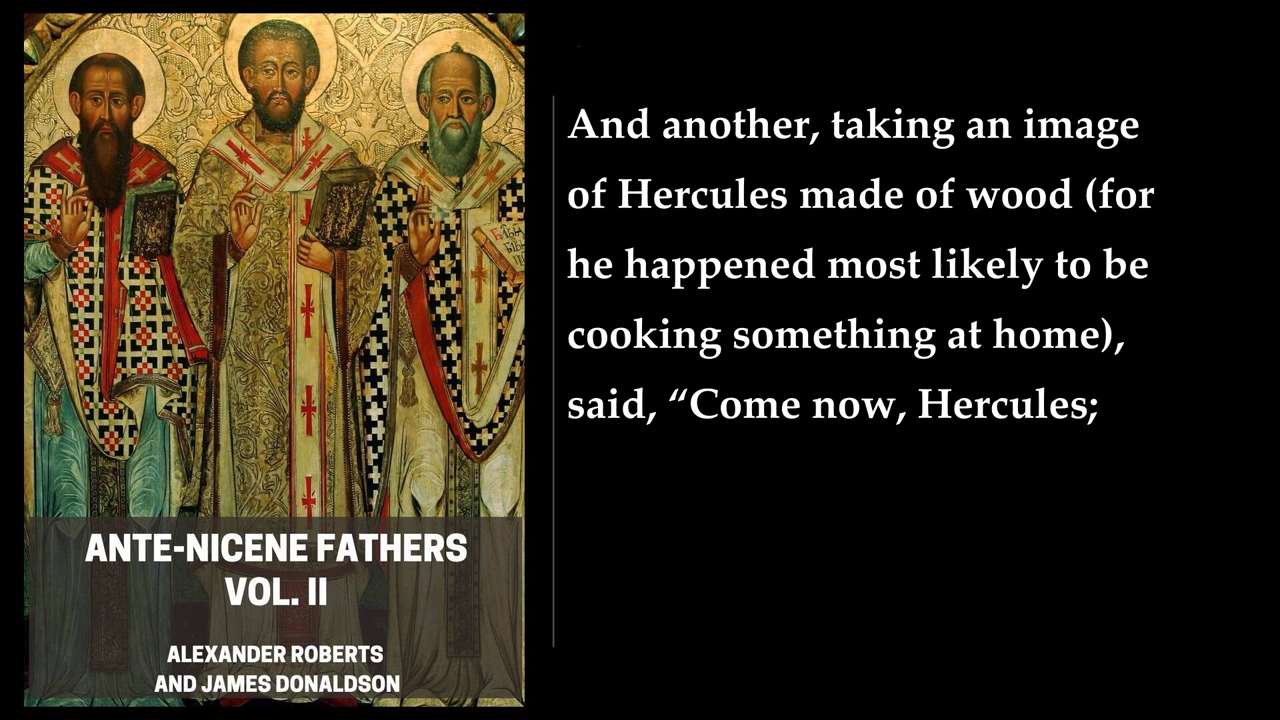 And another, taking an image
of Hercules made of wood (for
he happened most likely to be
cooking something at home),
said, “Come now, Hercules;
ANTE-NICENE FATHERS
VOL. II
ALEXANDER ROBERTS
AND JAMES DONALDSON